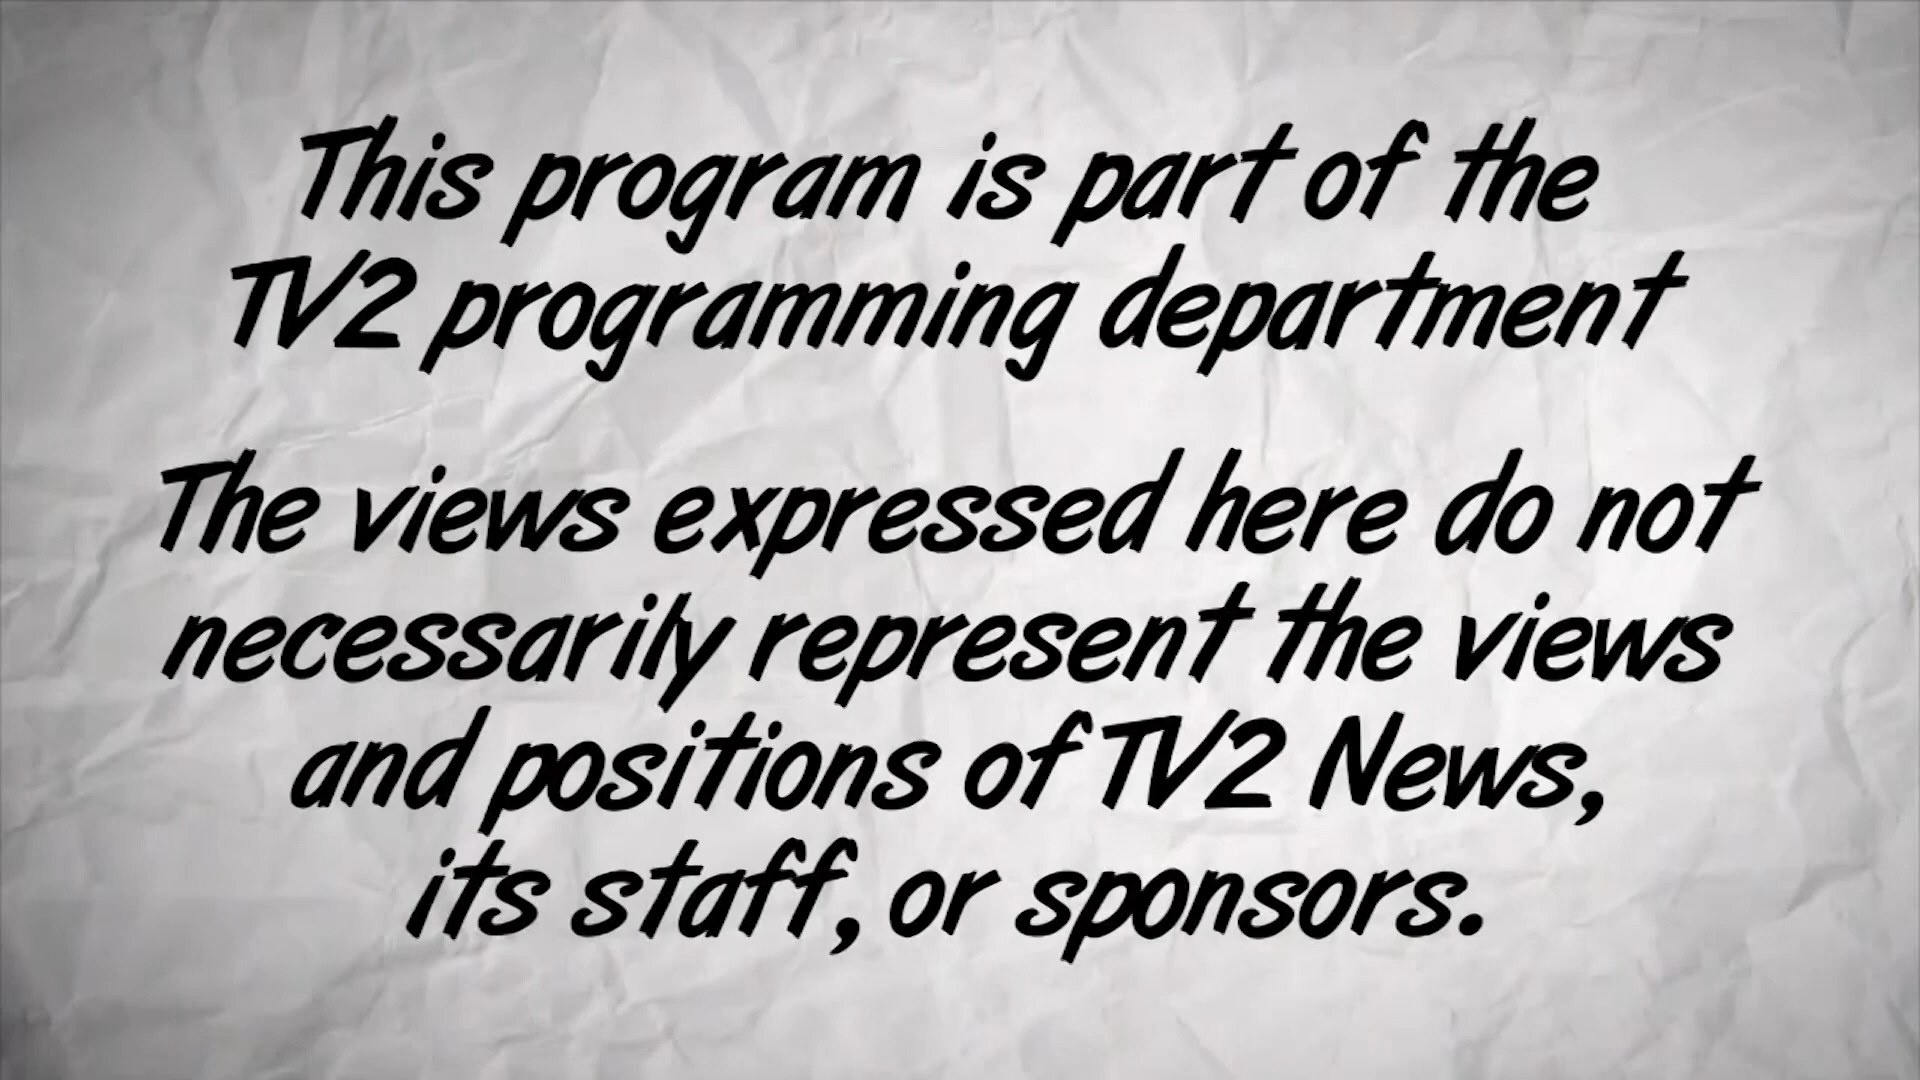 This program is part of the
TV2 programming department
The views expressed here do not
necessarily represent the views
and positions of TV2 News,
its staff, or sponsors.